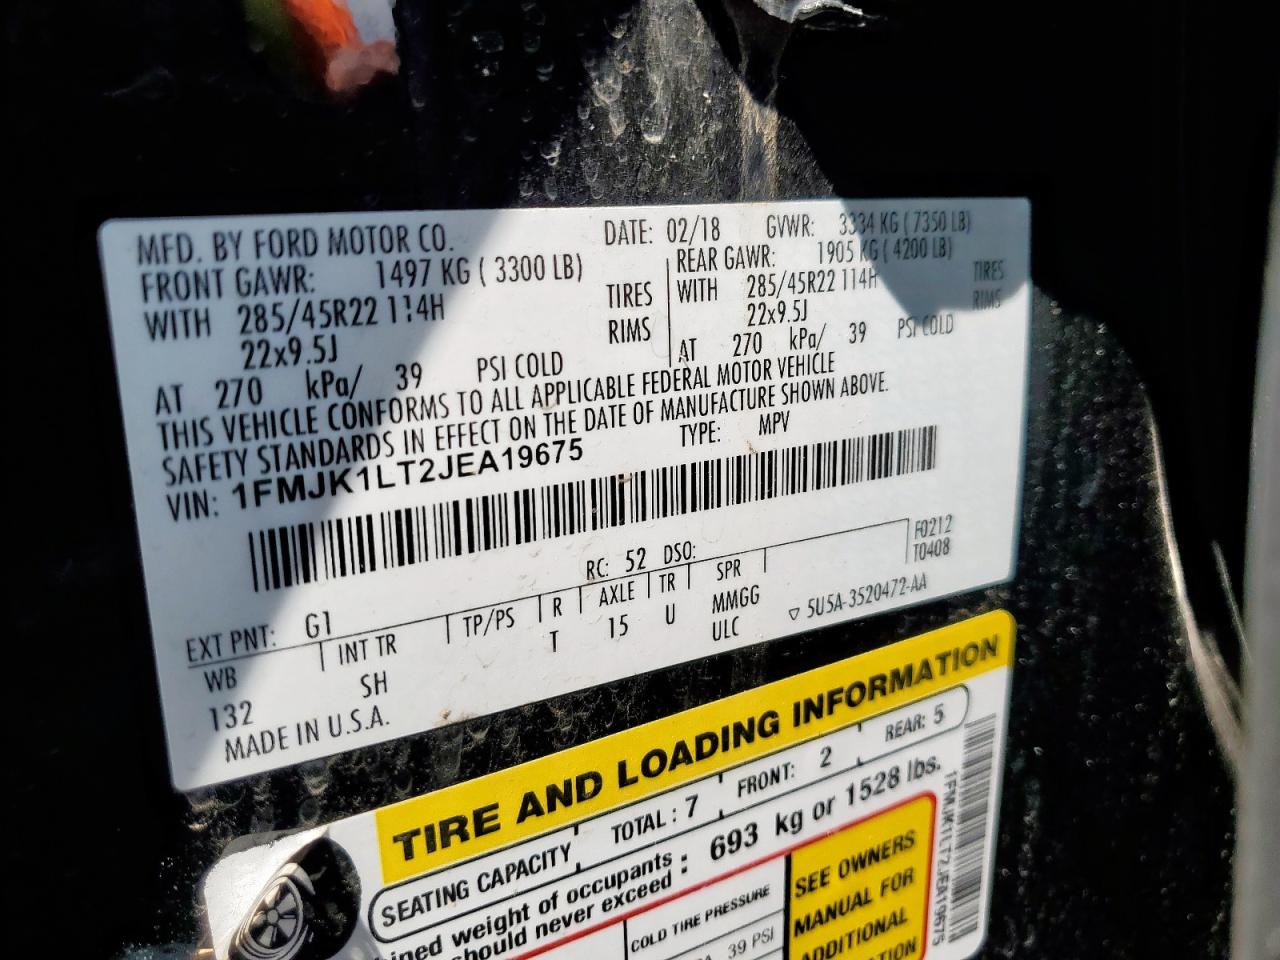 MFD. BY FORD MOTOR CO. DATE: 02/18 GVWR: 3334 KG (7350 LB)
FRONT GAWR: 1497 KG (3300 LB) REAR GAWR: 1905 KG (4200 LB)
WITH 285/45R22 114H TIRES WITH 285/45R22 114H TIRES
22x9.5J RIMS 22x9.5J RIMS
AT 270 kPa/ 39 PSI COLD AT 270 kPa/ 39 PSI COLD
THIS VEHICLE CONFORMS TO ALL APPLICABLE FEDERAL MOTOR VEHICLE
SAFETY STANDARDS IN EFFECT ON THE DATE OF MANUFACTURE SHOWN ABOVE.
VIN: 1FMJK1LT2JEA19675 TYPE: MPV
F0212
T0408
EXT PNT: G1 RC: 52 DSO:
WB INT TR TP/PS R AXLE TR SPR
132 SH T 15 U MMGG
ULC ▽ 5U5A-3520472-AA
MADE IN U.S.A.
TIRE AND LOADING INFORMATION
SEATING CAPACITY TOTAL: 7 FRONT: 2 REAR: 5
weight of occupants
should never exceed: 693 kg or 1528 lbs.
COLD TIRE PRESSURE
39 PSI
SEE OWNERS
MANUAL FOR
ADDITIONAL
1FMJK1LT2JEA19675